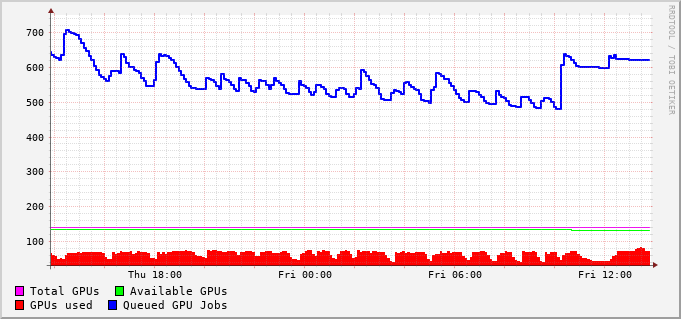 700
600
500
400
300
200
100
Thu 18:00 Fri 00:00 Fri 06:00 Fri 12:00
Total GPUs Available GPUs
GPUs used Queued GPU Jobs
RRDTOOL / TOBI OETIKER